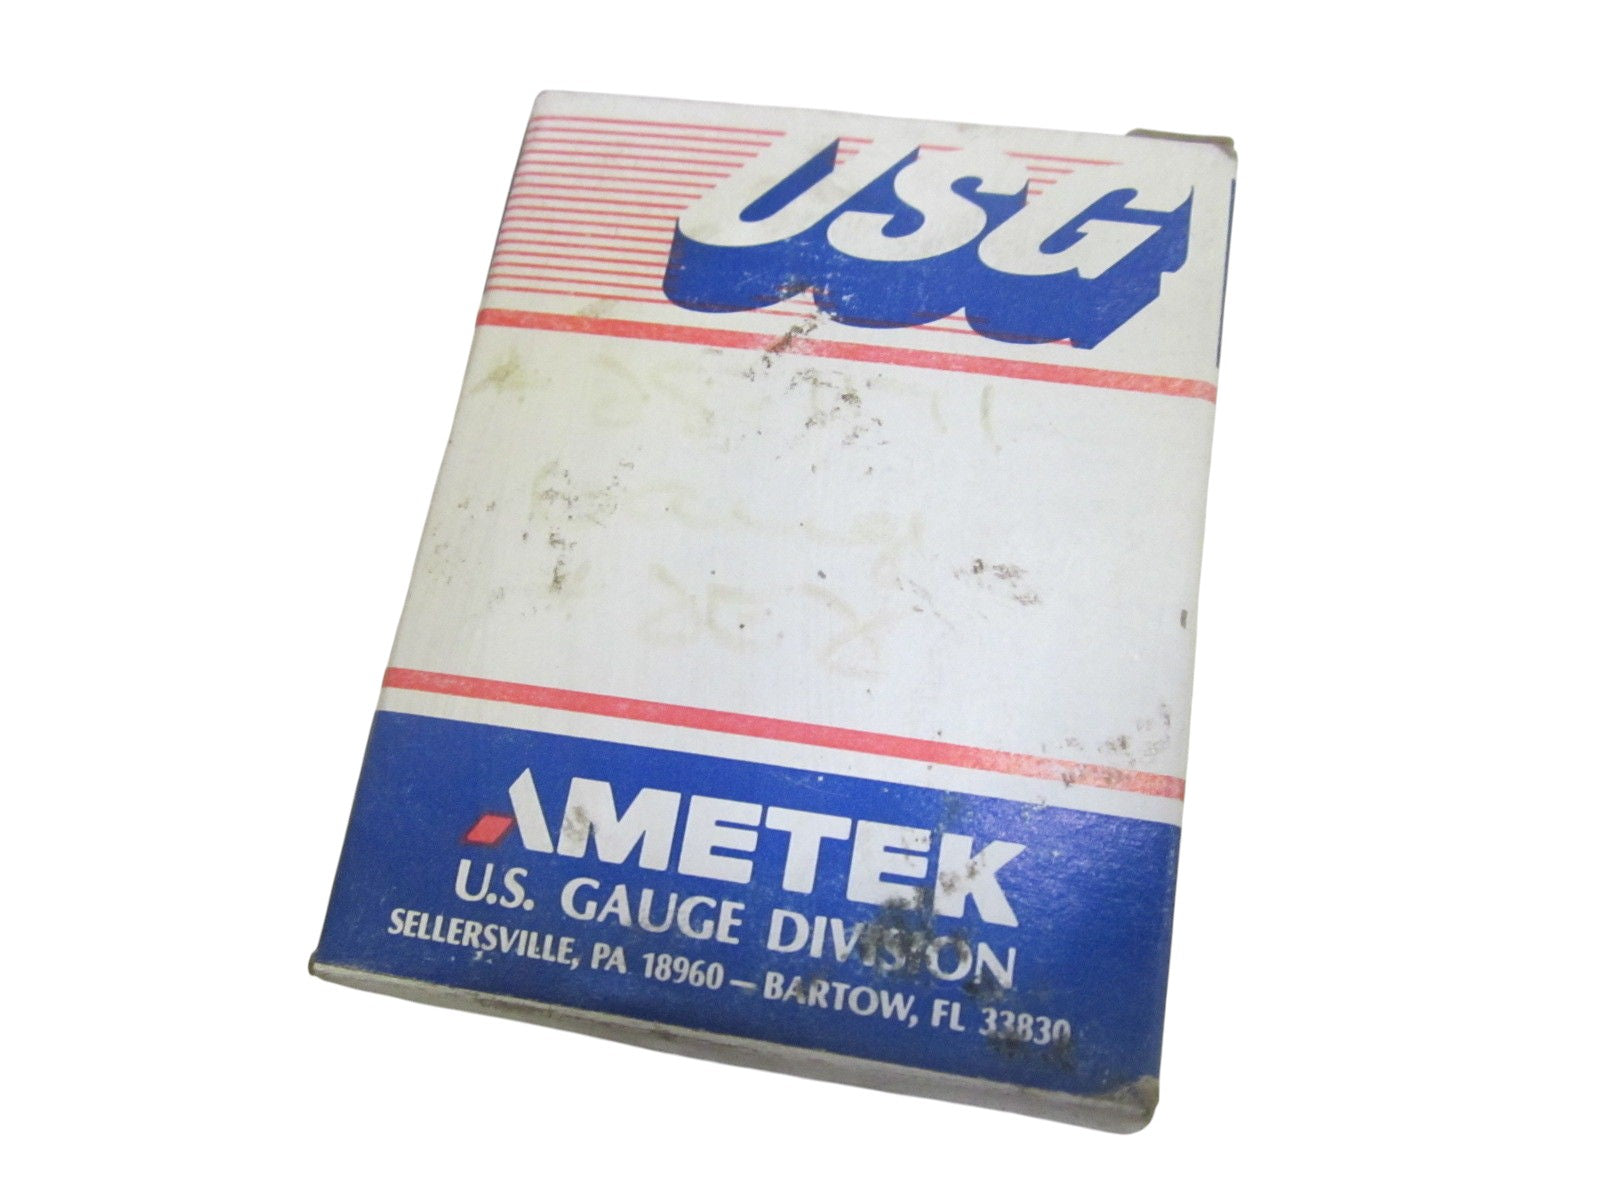 USG
AMETEK
U.S. GAUGE DIVISION
SELLERSVILLE, PA 18960 — BARTOW, FL 33830